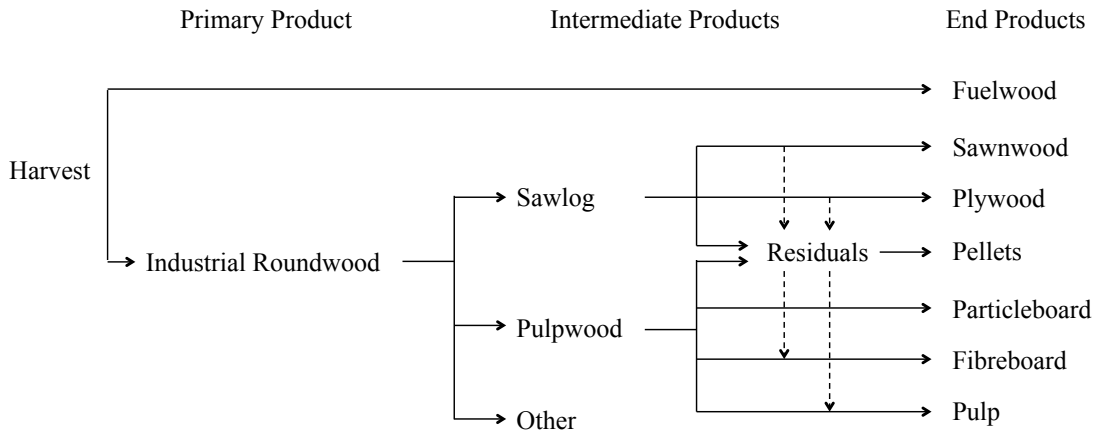 Primary Product Intermediate Products End Products
Fuelwood
Sawnwood
Harvest
Sawlog Plywood
Industrial Roundwood Residuals Pellets
Particleboard
Pulpwood
Fibreboard
Other Pulp